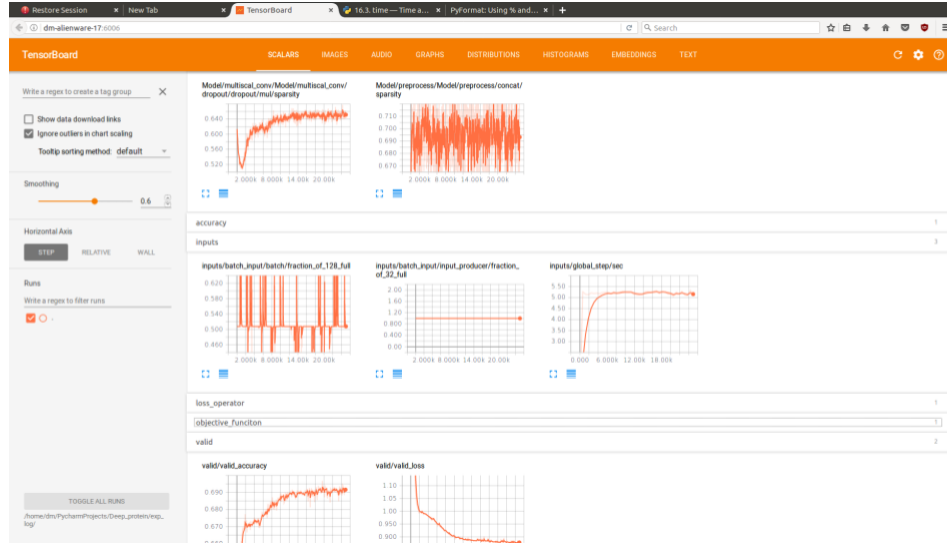 Restore Session × New Tab × TensorBoard × 16.3. time — Time a... × PyFormat: Using % and... × +
dm-alienware-17:6006 Search
TensorBoard SCALARS IMAGES AUDIO GRAPHS DISTRIBUTIONS HISTOGRAMS EMBEDDINGS TEXT
Write a regex to create a tag group
Show data download links
Ignore outliers in chart scaling
Tooltip sorting method: default
Smoothing
0.6
Horizontal Axis
STEP RELATIVE WALL
Runs
Write a regex to filter runs
.
TOGGLE ALL RUNS
/home/dm/PycharmProjects/Deep_protein/exp_
log/
Model/multiscal_conv/Model/multiscal_conv/
dropout/dropout/mul/sparsity
0.640
0.600
0.560
0.520
2.000k 8.000k 14.00k 20.00k
Model/preprocess/Model/preprocess/concat/
sparsity
0.710
0.700
0.690
0.680
0.670
2.000k 8.000k 14.00k 20.00k
accuracy 1
inputs 3
inputs/batch_input/batch/fraction_of_128_full
0.620
0.580
0.540
0.500
0.460
2.000k 8.000k 14.00k 20.00k
inputs/batch_input/input_producer/fraction_
of_32_full
2.00
1.60
1.20
0.800
0.400
0.00
2.000k 8.000k 14.00k 20.00k
inputs/global_step/sec
5.50
5.00
4.50
4.00
3.50
3.00
0.000 6.000k 12.00k 18.00k
loss_operator 1
objective_funciton 1
valid 2
valid/valid_accuracy
0.690
0.680
0.670
valid/valid_loss
1.10
1.05
1.00
0.950
0.900